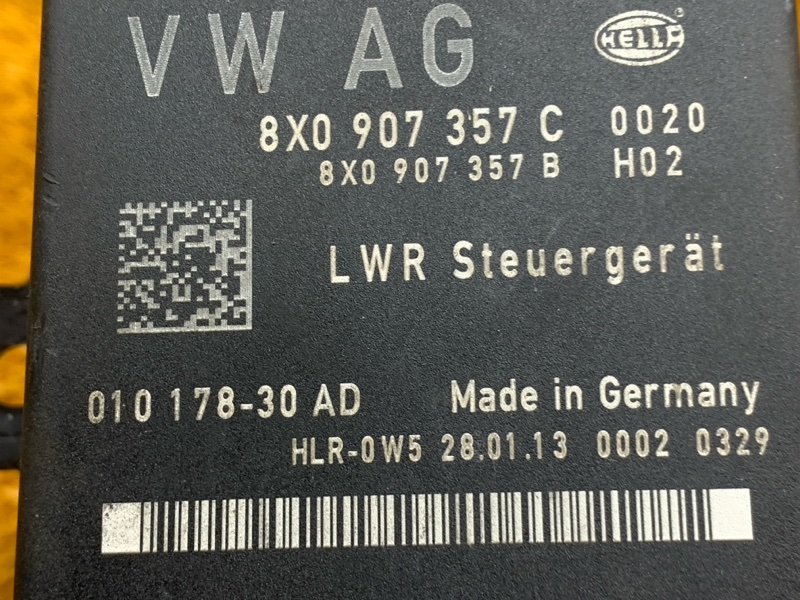 VW AG HELLA
8X0 907 357 C 0020
8X0 907 357 B H02
LWR Steuergerät
010 178-30 AD Made in Germany
HLR-0W5 28.01.13 0002 0329